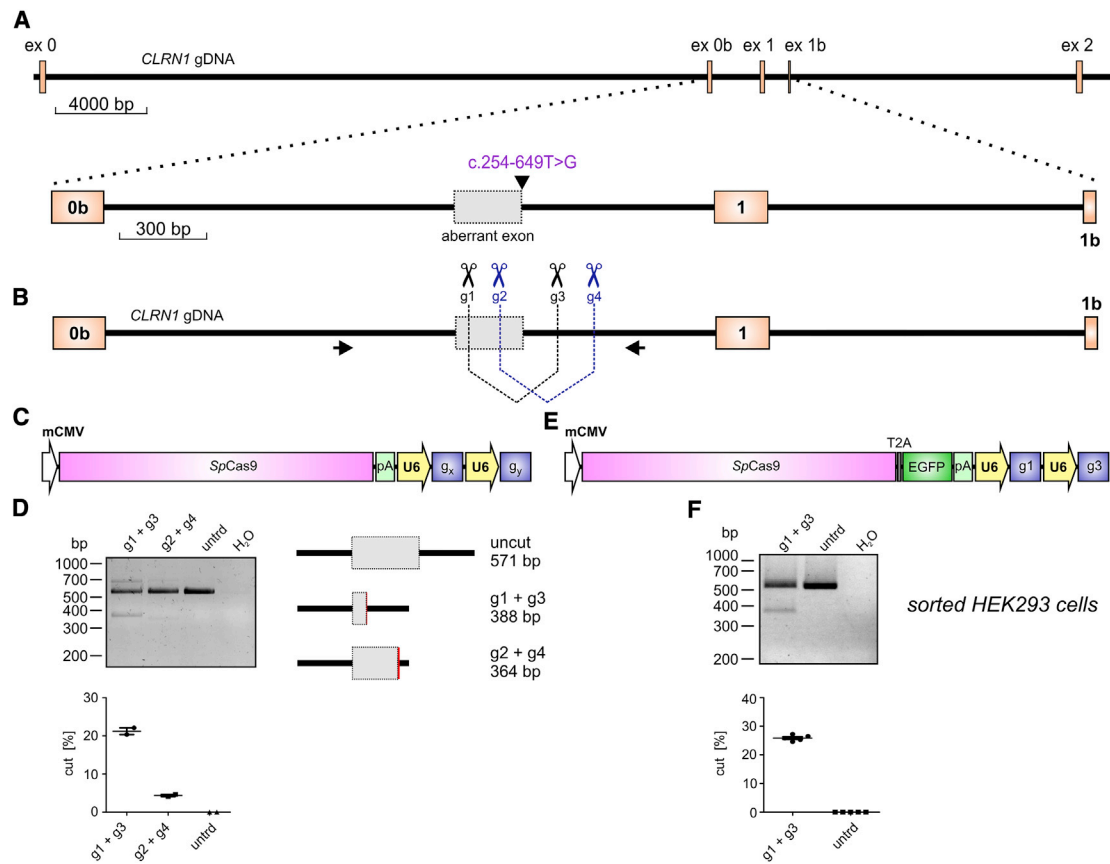 A
ex 0
CLRN1 gDNA
ex 0b
ex 1
ex 1b
ex 2
4000 bp
c.254-649T>G
0b
1
300 bp
aberrant exon
1b
B
g1
g2
g3
g4
CLRN1 gDNA
1b
0b
1
C
mCMV
SpCas9
pA
U6
gx
U6
gy
E
mCMV
T2A
SpCas9
EGFP
pA
U6
g1
U6
g3
D
bp
g1 + g3
g2 + g4
untrd
H2O
1000
700
500
400
300
200
uncut
571 bp
g1 + g3
388 bp
g2 + g4
364 bp
30
20
10
0
cut [%]
g1 + g3
g2 + g4
untrd
F
bp
g1 + g3
untrd
H2O
1000
700
500
400
300
200
sorted HEK293 cells
40
30
20
10
0
cut [%]
g1 + g3
untrd